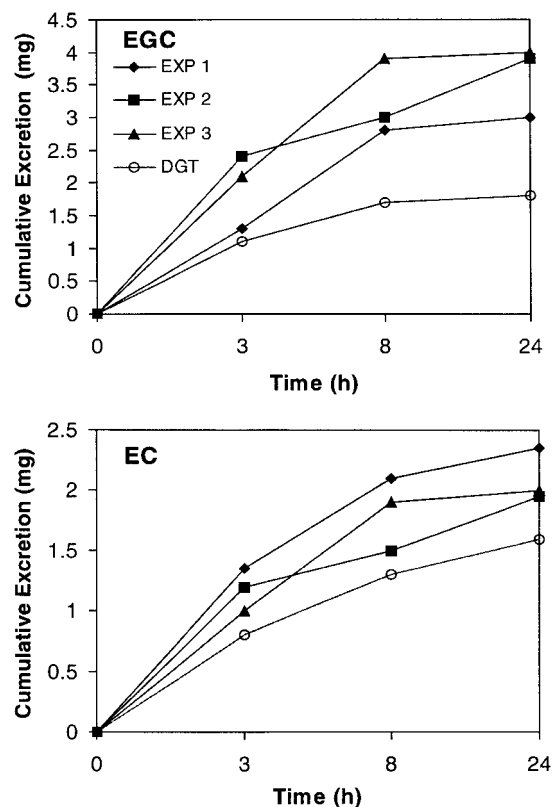 Cumulative Excretion (mg)
4.5
4
3.5
3
2.5
2
1.5
1
0.5
0
EGC
EXP 1
EXP 2
EXP 3
DGT
0 3 8 24
Time (h)
Cumulative Excretion (mg)
2.5
2
1.5
1
0.5
0
EC
0 3 8 24
Time (h)